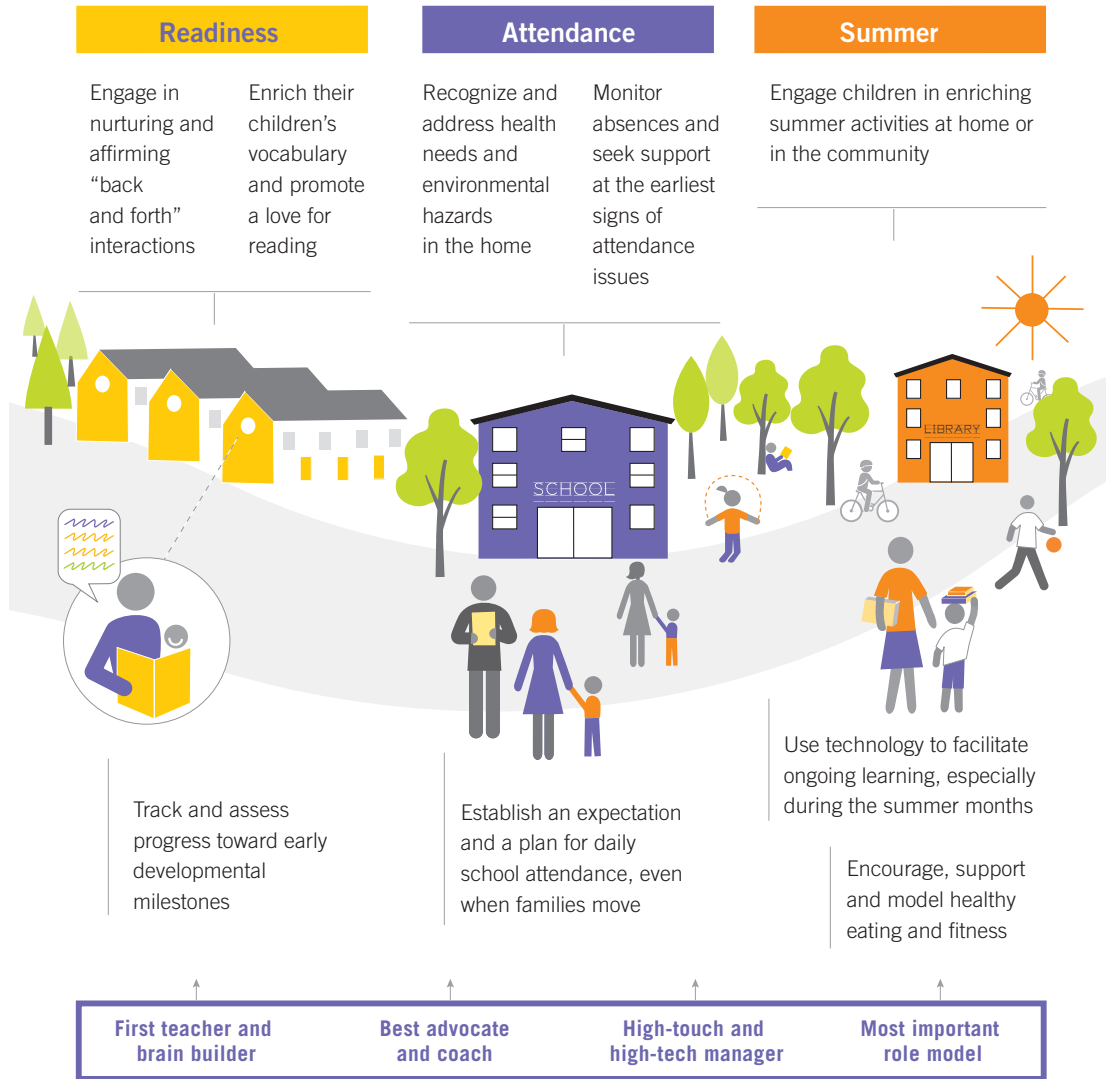 Readiness
Attendance
Summer
Engage in
nurturing and
affirming
“back
and forth”
interactions
Enrich their
children’s
vocabulary
and promote
a love for
reading
Recognize and
address health
needs and
environmental
hazards
in the home
Monitor
absences and
seek support
at the earliest
signs of
attendance
issues
Engage children in enriching
summer activities at home or
in the community
SCHOOL
LIBRARY
Track and assess
progress toward early
developmental
milestones
Establish an expectation
and a plan for daily
school attendance, even
when families move
Use technology to facilitate
ongoing learning, especially
during the summer months
Encourage, support
and model healthy
eating and fitness
First teacher and
brain builder
Best advocate
and coach
High-touch and
high-tech manager
Most important
role model